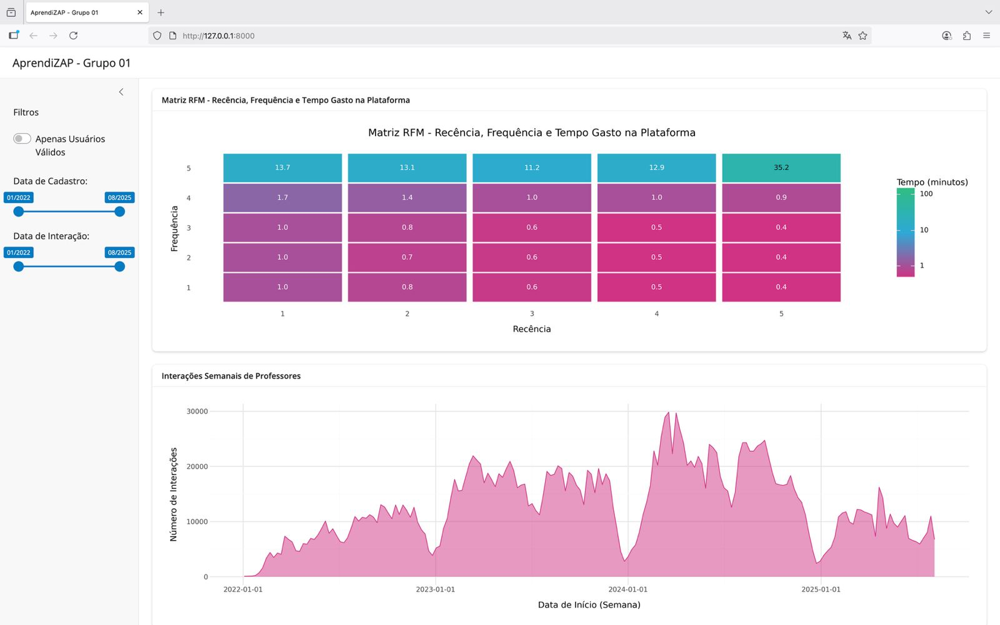 AprendiZAP - Grupo 01
http://127.0.0.1:8000
AprendiZAP - Grupo 01
Filtros
Apenas Usuários
Válidos
Data de Cadastro:
01/2022 08/2025
Data de Interação:
01/2022 08/2025
Matriz RFM - Recência, Frequência e Tempo Gasto na Plataforma
Matriz RFM - Recência, Frequência e Tempo Gasto na Plataforma
Frequência
5 13.7 13.1 11.2 12.9 35.2
4 1.7 1.4 1.0 1.0 0.9
3 1.0 0.8 0.6 0.5 0.4
2 1.0 0.7 0.6 0.5 0.4
1 1.0 0.8 0.6 0.5 0.4
1 2 3 4 5
Recência
Tempo (minutos)
100
10
1
Interações Semanais de Professores
Número de Interações
30000
20000
10000
0
2022-01-01 2023-01-01 2024-01-01 2025-01-01
Data de Início (Semana)